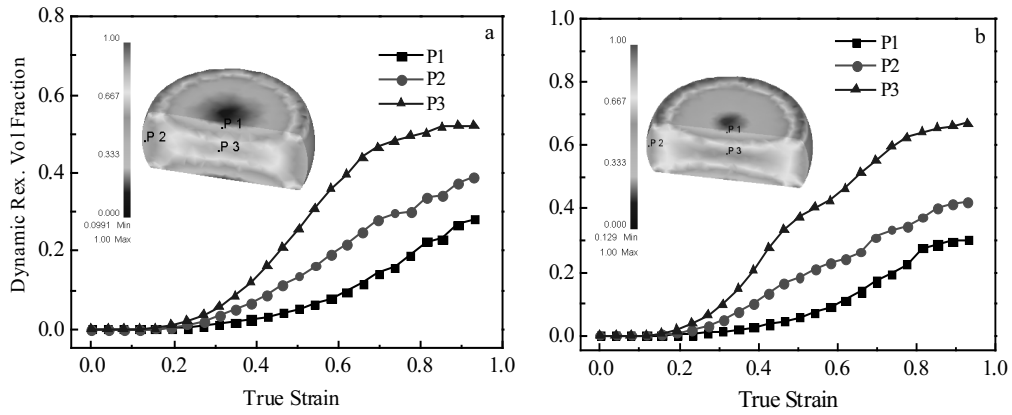 a
0.8
0.6
0.4
0.2
0.0
0.0 0.2 0.4 0.6 0.8 1.0
Dynamic Rex. Vol Fraction
True Strain
P1
P2
P3
1.00
0.667
0.333
0.000
0.0991 Min
1.00 Max
P 1
P 2
P 3
b
1.0
0.8
0.6
0.4
0.2
0.0
0.0 0.2 0.4 0.6 0.8 1.0
True Strain
P1
P2
P3
1.00
0.667
0.333
0.000
0.129 Min
1.00 Max
P 1
P 2
P 3